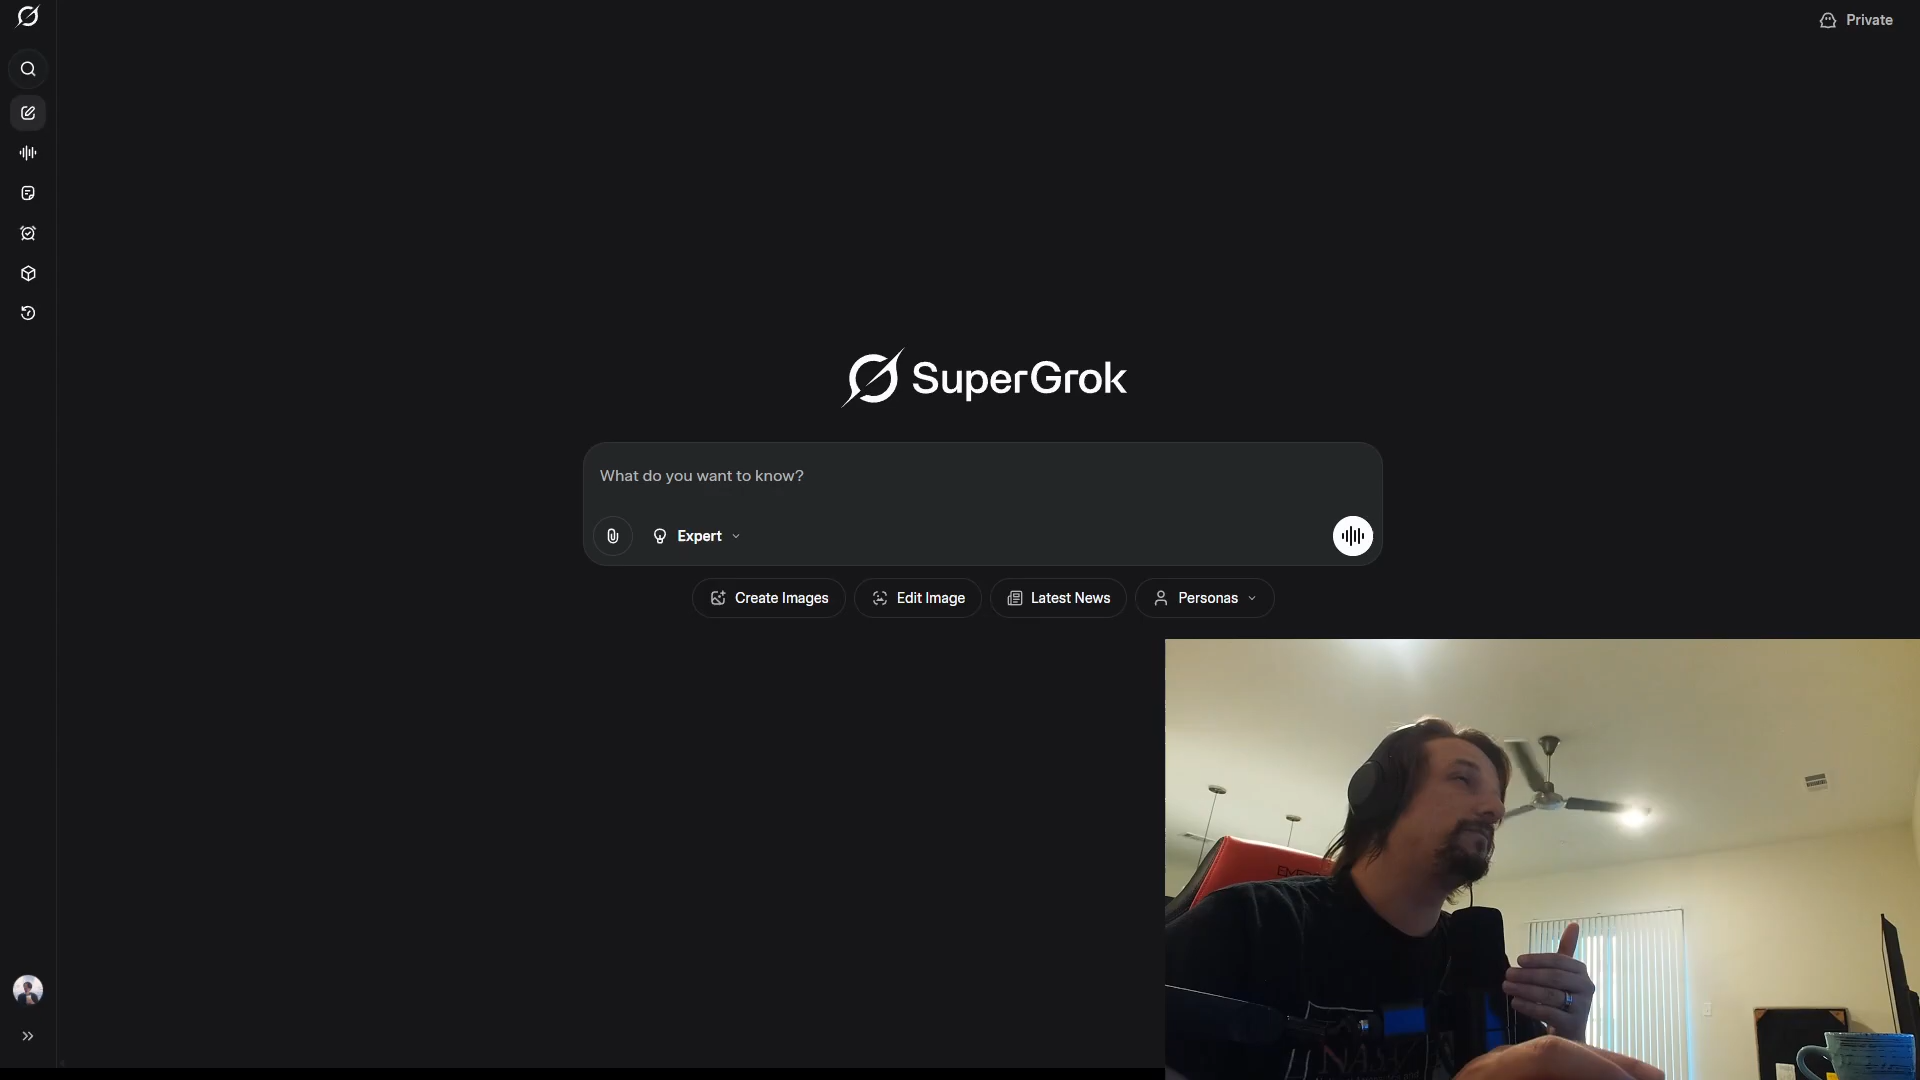 Private
SuperGrok
What do you want to know?
Expert
Create Images
Edit Image
Latest News
Personas